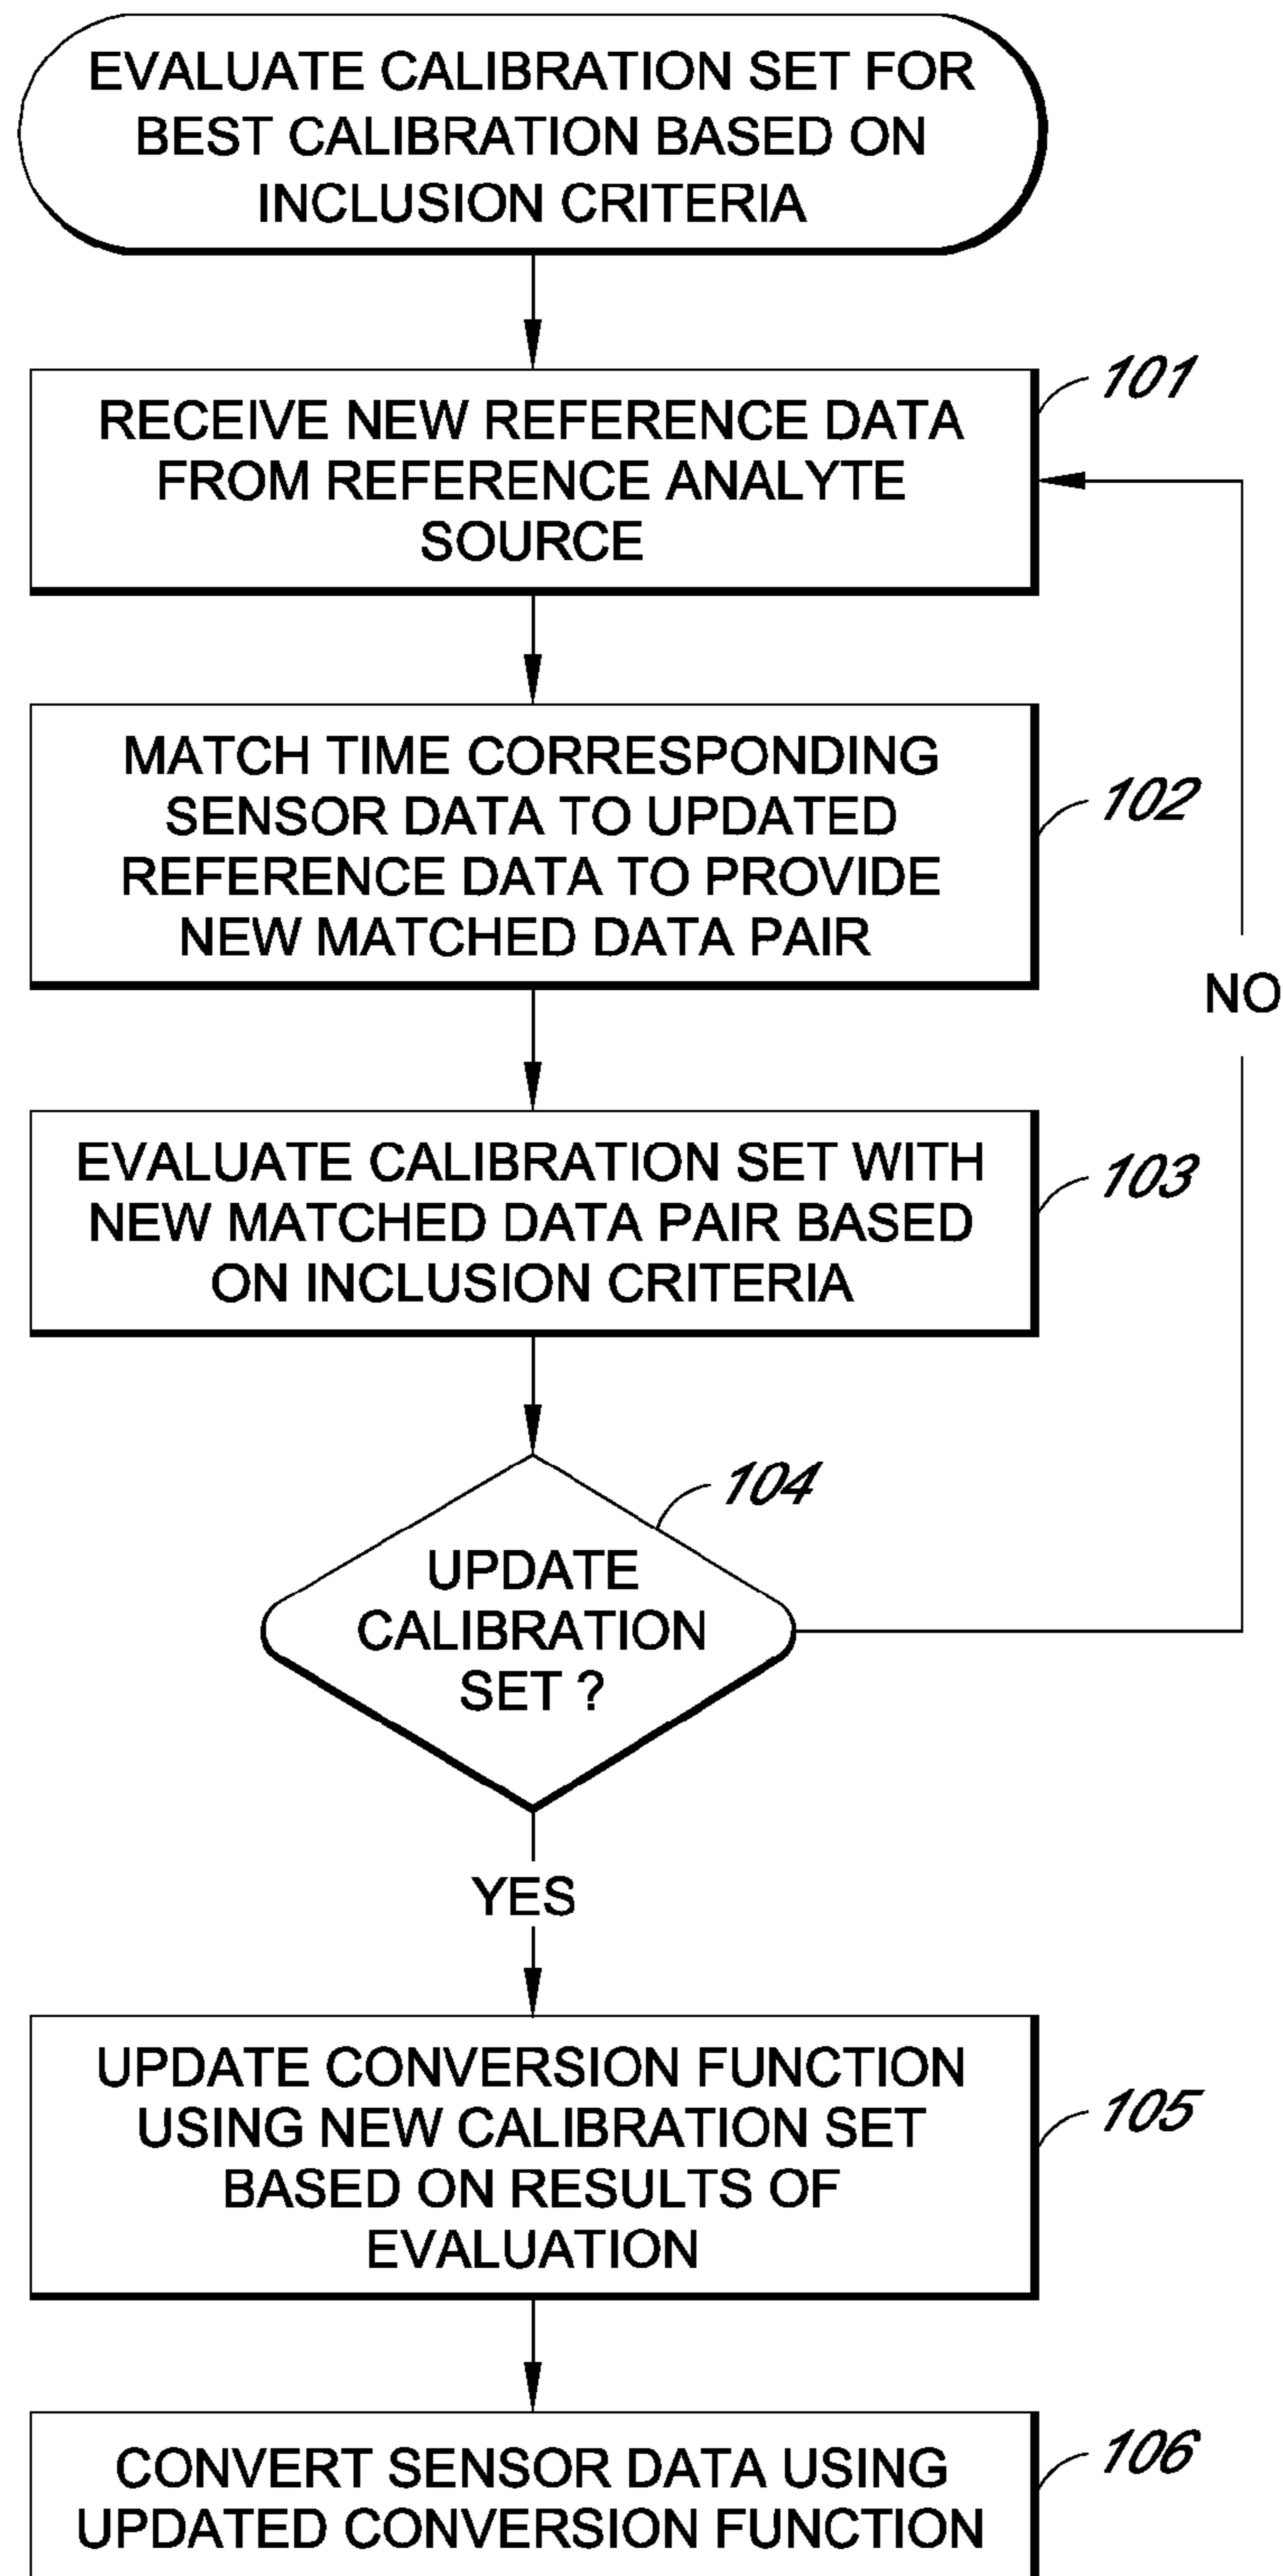 EVALUATE CALIBRATION SET FOR
BEST CALIBRATION BASED ON
INCLUSION CRITERIA
101
RECEIVE NEW REFERENCE DATA
FROM REFERENCE ANALYTE
SOURCE
102
MATCH TIME CORRESPONDING
SENSOR DATA TO UPDATED
REFERENCE DATA TO PROVIDE
NEW MATCHED DATA PAIR
NO
103
EVALUATE CALIBRATION SET WITH
NEW MATCHED DATA PAIR BASED
ON INCLUSION CRITERIA
104
UPDATE
CALIBRATION
SET ?
YES
105
UPDATE CONVERSION FUNCTION
USING NEW CALIBRATION SET
BASED ON RESULTS OF
EVALUATION
106
CONVERT SENSOR DATA USING
UPDATED CONVERSION FUNCTION